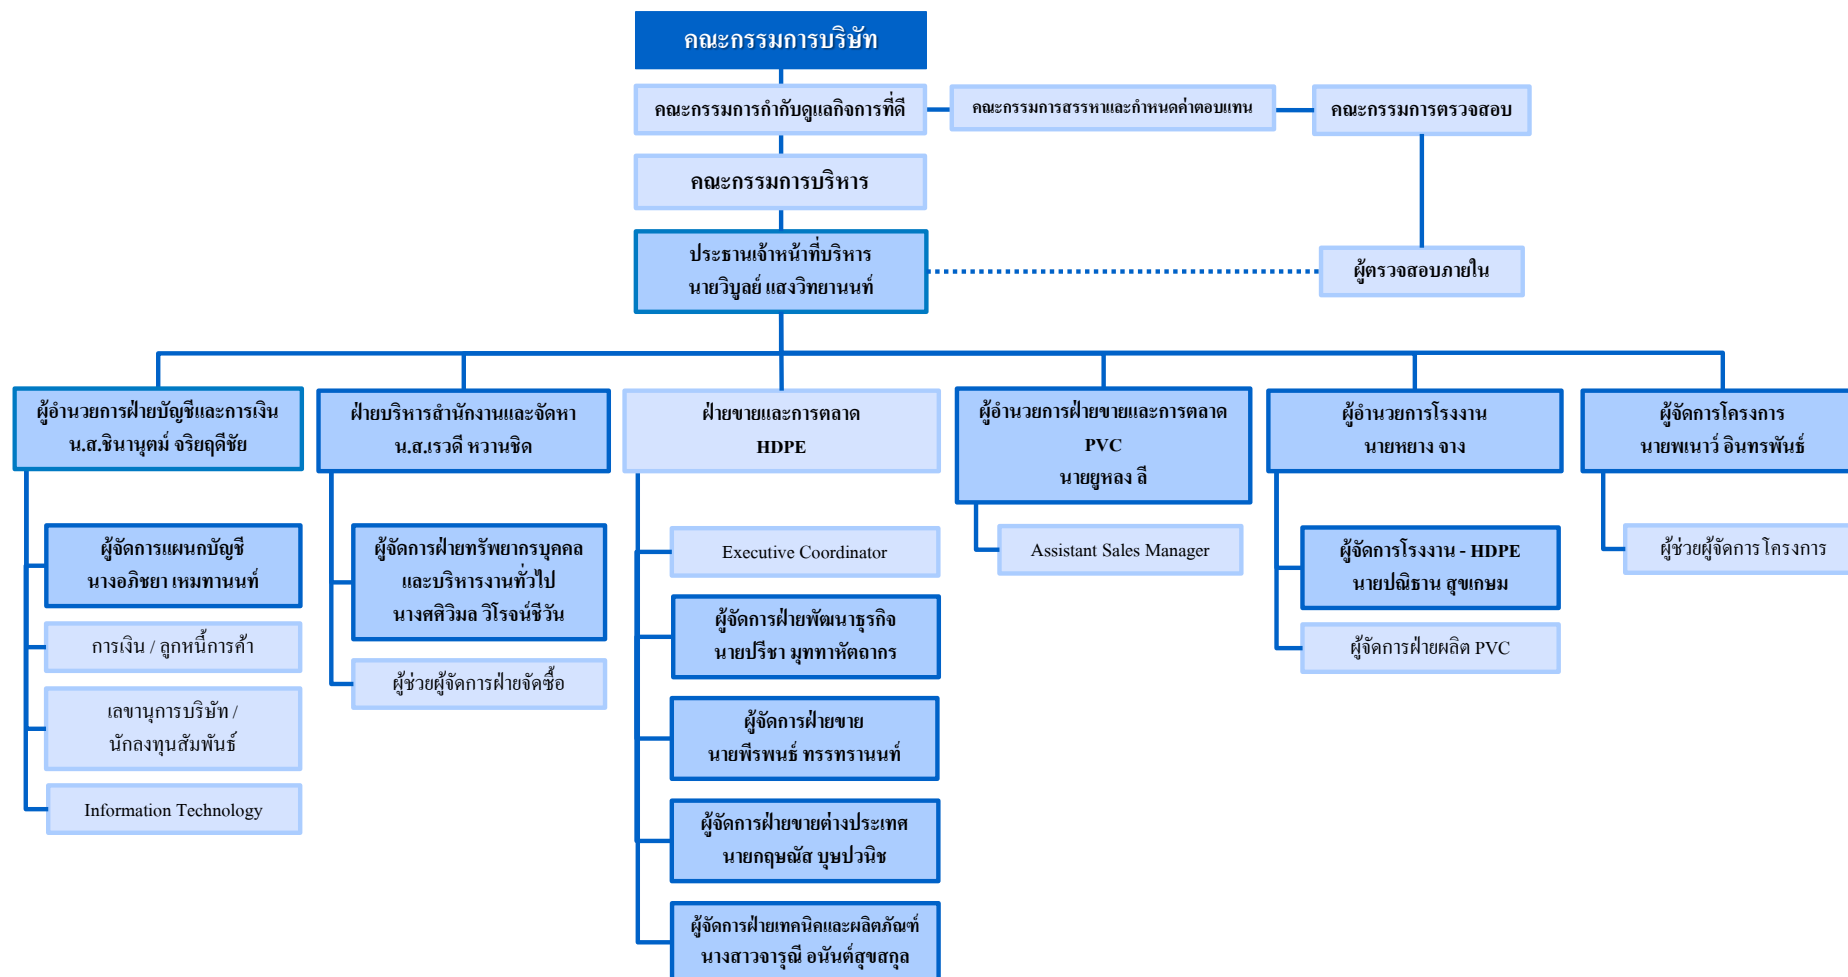 คณะกรรมการบริษัท
คณะกรรมการกำกับดูแลกิจการที่ดี
คณะกรรมการสรรหาและกำหนดค่าตอบแทน
คณะกรรมการตรวจสอบ
คณะกรรมการบริหาร
ประธานเจ้าหน้าที่บริหาร
นายวิบูลย์ แสงวิทยานนท์
ผู้ตรวจสอบภายใน
ผู้อำนวยการฝ่ายบัญชีและการเงิน
น.ส.ชินานุตม์ จริยฤดีชัย
ฝ่ายบริหารสำนักงานและจัดหา
น.ส.เรวดี หวานชิด
ฝ่ายขายและการตลาด
HDPE
ผู้อำนวยการฝ่ายขายและการตลาด
PVC
นายยูหลง ลี
ผู้อำนวยการโรงงาน
นายหยาง จาง
ผู้จัดการโครงการ
นายพเนาว์ อินทรพันธ์
ผู้จัดการแผนกบัญชี
นางอภิชยา เหมทานนท์
การเงิน / ลูกหนี้การค้า
เลขานุการบริษัท /
นักลงทุนสัมพันธ์
Information Technology
ผู้จัดการฝ่ายทรัพยากรบุคคล
และบริหารงานทั่วไป
นางศศิวิมล วิโรจน์ชีวัน
ผู้ช่วยผู้จัดการฝ่ายจัดซื้อ
Executive Coordinator
ผู้จัดการฝ่ายพัฒนาธุรกิจ
นายปรีชา มุททาหัตถากร
ผู้จัดการฝ่ายขาย
นายพีรพนธ์ ทรรทรานนท์
ผู้จัดการฝ่ายขายต่างประเทศ
นายกฤษณัส บุษปวนิช
ผู้จัดการฝ่ายเทคนิคและผลิตภัณฑ์
นางสาวจารุณี อนันต์สุขสกุล
Assistant Sales Manager
ผู้จัดการโรงงาน - HDPE
นายปณิธาน สุขเกษม
ผู้จัดการฝ่ายผลิต PVC
ผู้ช่วยผู้จัดการโครงการ